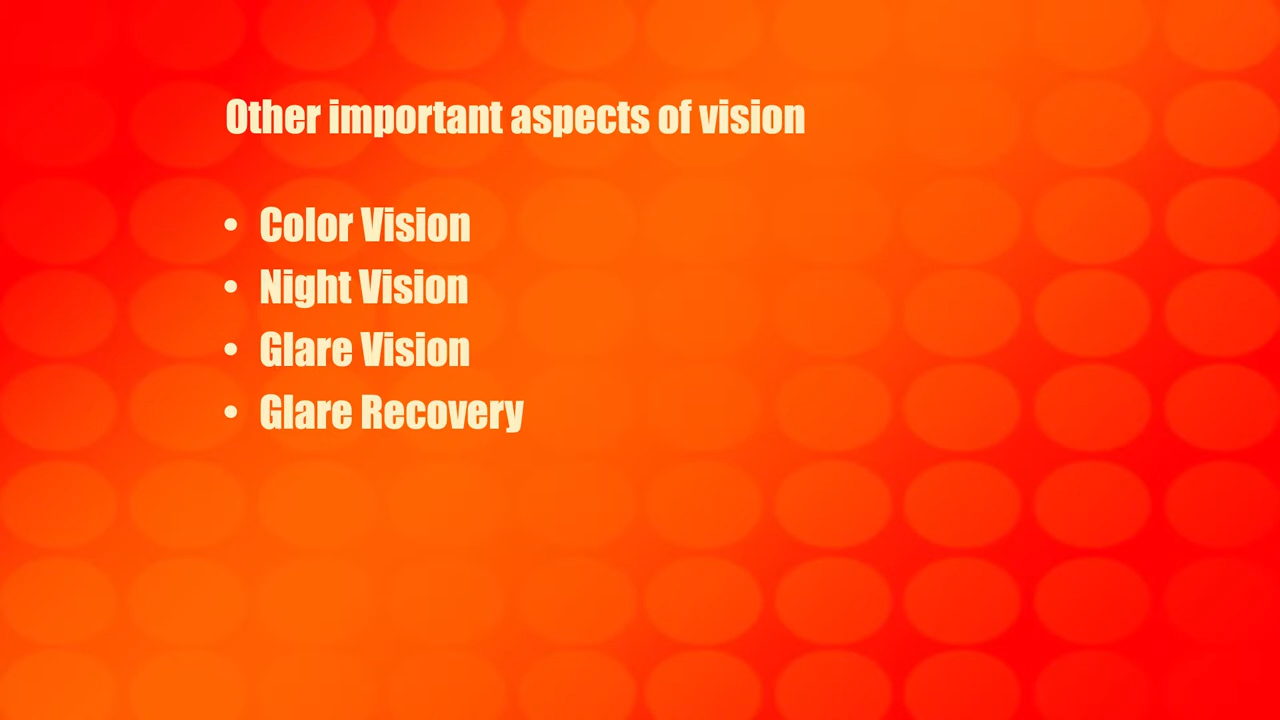 Other important aspects of vision
• Color Vision
• Night Vision
• Glare Vision
• Glare Recovery